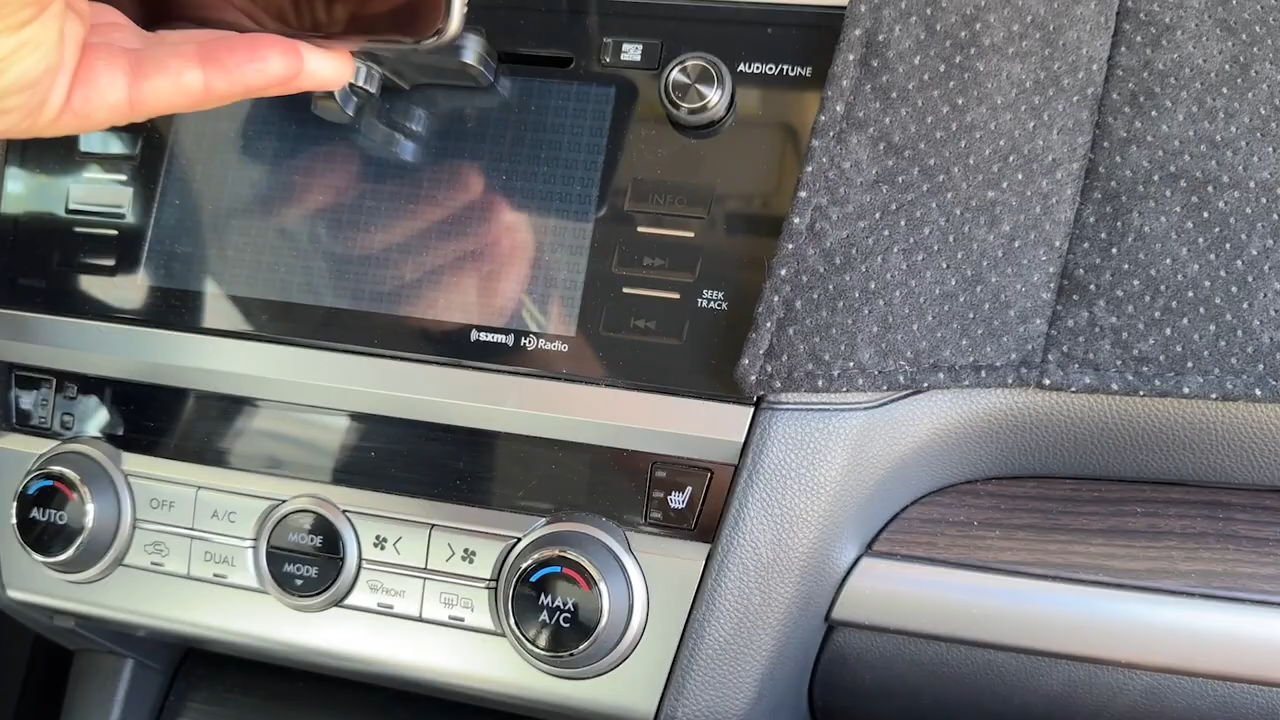 AUDIO/TUNE
INFO
SEEK
TRACK
((sxm))
HD Radio
AUTO
OFF
A/C
DUAL
MODE
MODE
FRONT
MAX
A/C